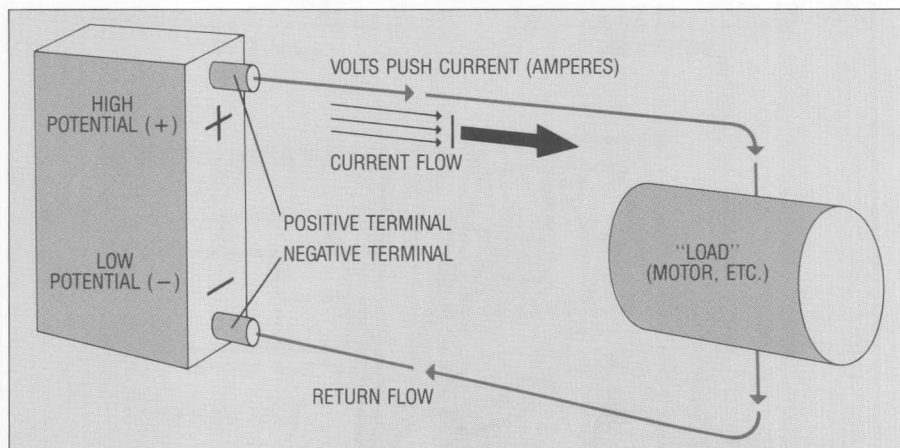 VOLTS PUSH CURRENT (AMPERES)
HIGH
POTENTIAL (+)
+
CURRENT FLOW
POSITIVE TERMINAL
NEGATIVE TERMINAL
LOW
POTENTIAL (−)
−
"LOAD"
(MOTOR, ETC.)
RETURN FLOW